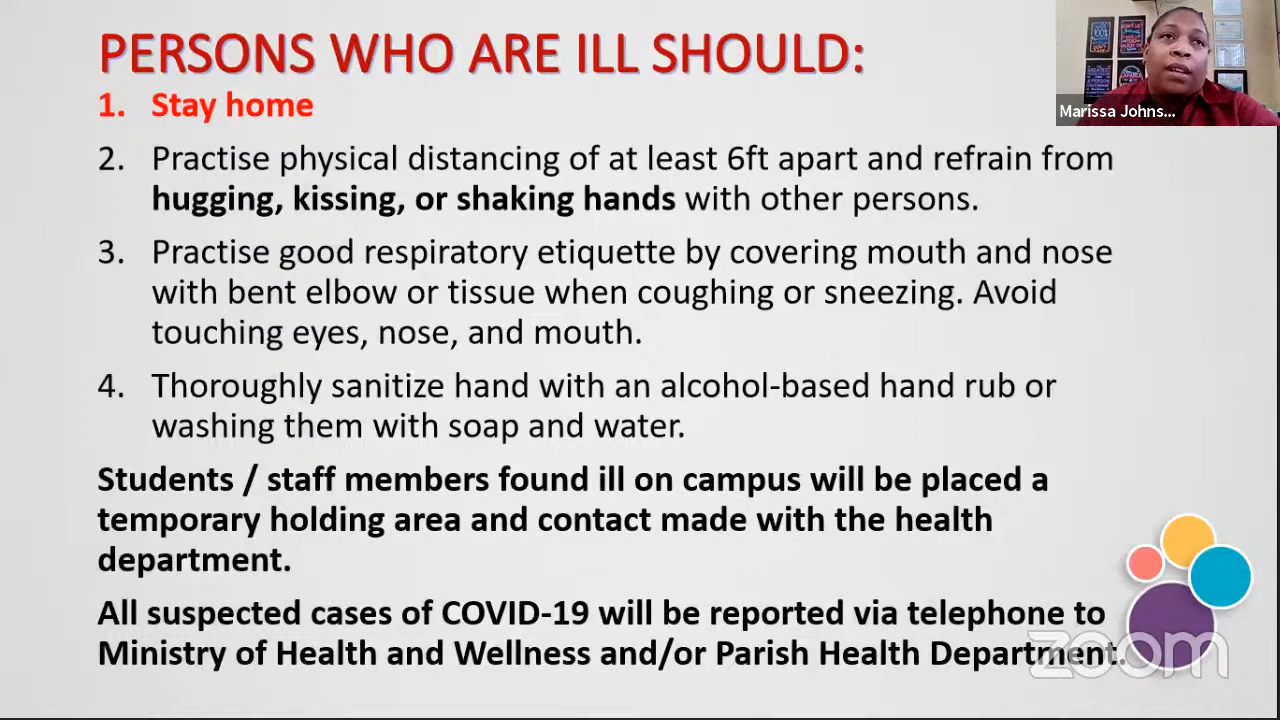 PERSONS WHO ARE ILL SHOULD:
1. Stay home
2. Practise physical distancing of at least 6ft apart and refrain from
hugging, kissing, or shaking hands with other persons.
3. Practise good respiratory etiquette by covering mouth and nose
with bent elbow or tissue when coughing or sneezing. Avoid
touching eyes, nose, and mouth.
4. Thoroughly sanitize hand with an alcohol-based hand rub or
washing them with soap and water.
Students / staff members found ill on campus will be placed a
temporary holding area and contact made with the health
department.
All suspected cases of COVID-19 will be reported via telephone to
Ministry of Health and Wellness and/or Parish Health Department.
Marissa Johns...
zoom